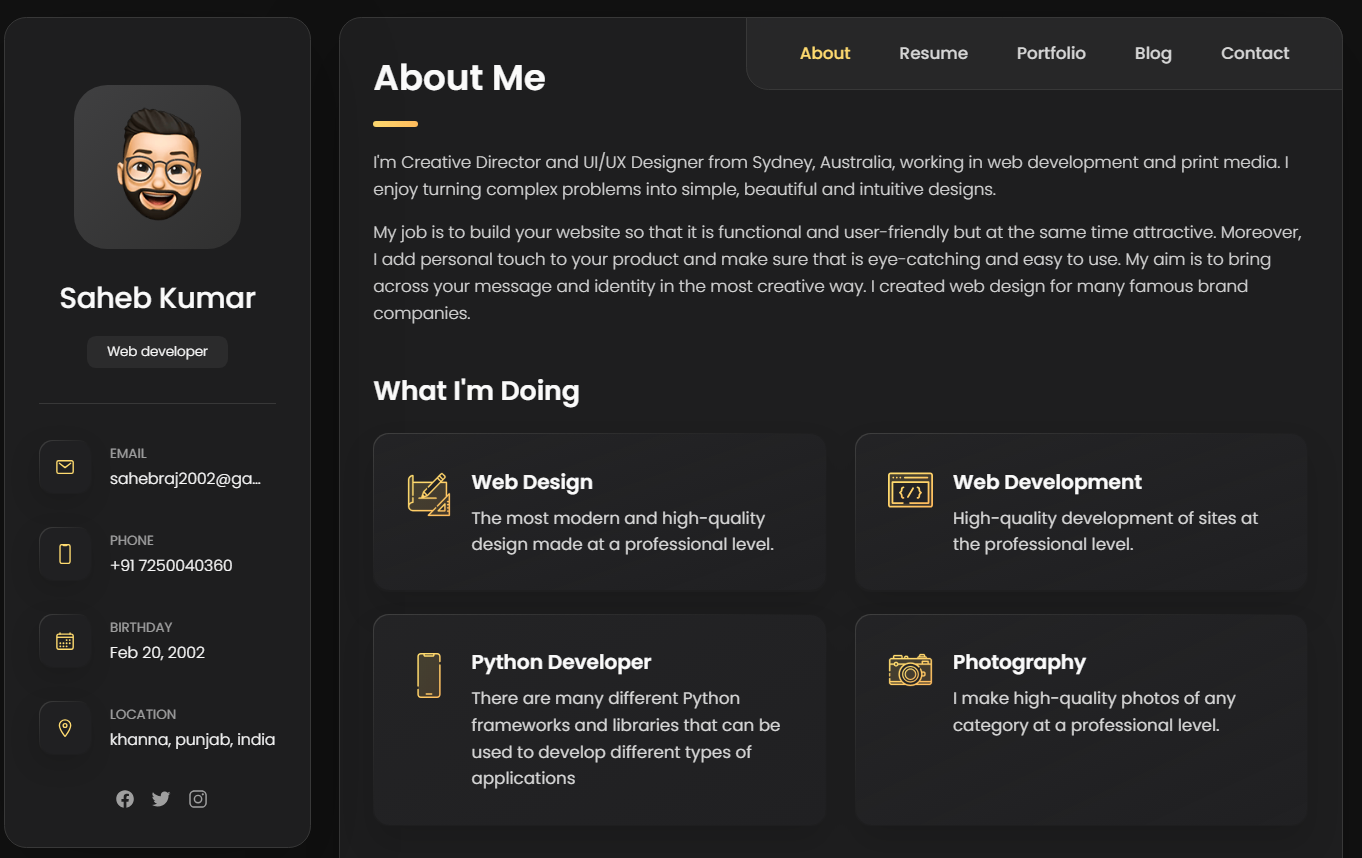 Saheb Kumar
Web developer
EMAIL
sahebraj2002@ga...
PHONE
+91 7250040360
BIRTHDAY
Feb 20, 2002
LOCATION
khanna, punjab, india
About Resume Portfolio Blog Contact
About Me
I'm Creative Director and UI/UX Designer from Sydney, Australia, working in web development and print media. I
enjoy turning complex problems into simple, beautiful and intuitive designs.
My job is to build your website so that it is functional and user-friendly but at the same time attractive. Moreover,
I add personal touch to your product and make sure that is eye-catching and easy to use. My aim is to bring
across your message and identity in the most creative way. I created web design for many famous brand
companies.
What I'm Doing
Web Design
The most modern and high-quality
design made at a professional level.
Web Development
High-quality development of sites at
the professional level.
Python Developer
There are many different Python
frameworks and libraries that can be
used to develop different types of
applications
Photography
I make high-quality photos of any
category at a professional level.